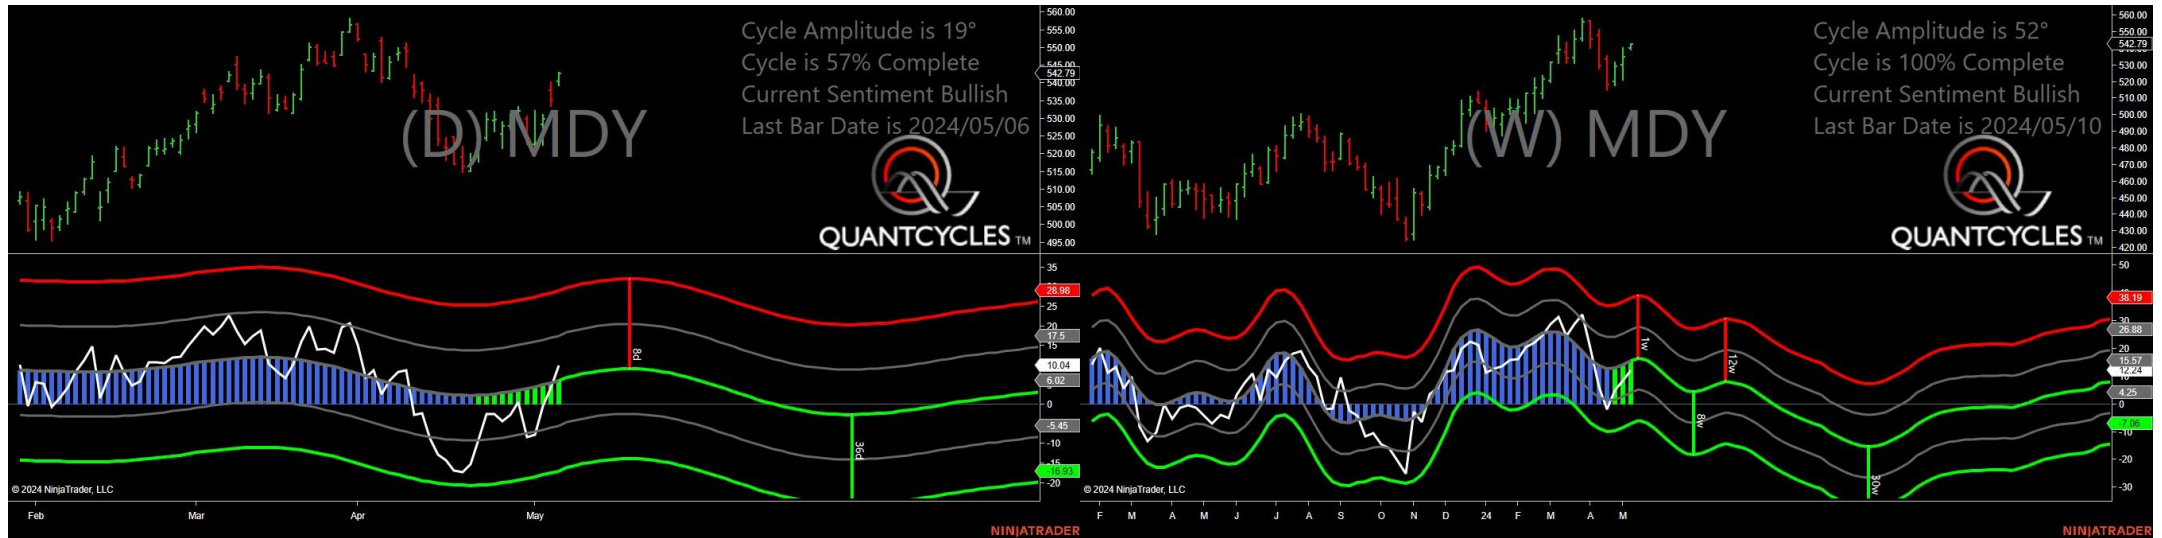 Cycle Amplitude is 19°
Cycle is 57% Complete
Current Sentiment Bullish
Last Bar Date is 2024/05/06
(D) MDY
QUANTCYCLES TM
560.00
555.00
550.00
545.00
542.79
540.00
535.00
530.00
525.00
520.00
515.00
510.00
505.00
500.00
495.00
35
28.98
25
20
17.5
15
10.04
6.02
0
-5.45
-10
-15
-16.93
-20
8d
36d
© 2024 NinjaTrader, LLC
Feb Mar Apr May
NINJATRADER
Cycle Amplitude is 52°
Cycle is 100% Complete
Current Sentiment Bullish
Last Bar Date is 2024/05/10
(W) MDY
QUANTCYCLES TM
560.00
550.00
542.79
530.00
520.00
510.00
500.00
490.00
480.00
470.00
460.00
450.00
440.00
430.00
420.00
50
38.19
30
26.88
20
15.57
12.24
4.25
0
-7.06
-10
-20
-30
1w
12w
8w
30w
© 2024 NinjaTrader, LLC
F M A M J J A S O N D 24 F M A M
NINJATRADER